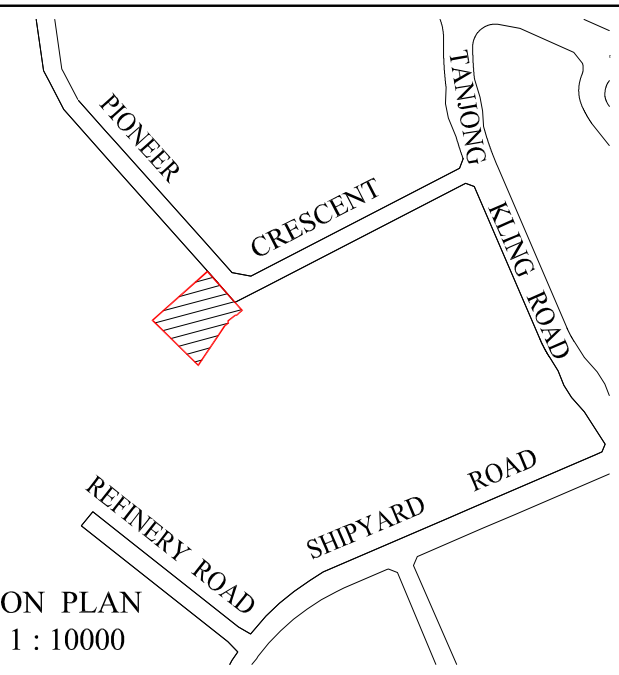 PIONEER
CRESCENT
TANJONG
KLING ROAD
SHIPYARD ROAD
REFINERY ROAD
ON PLAN
1 : 10000